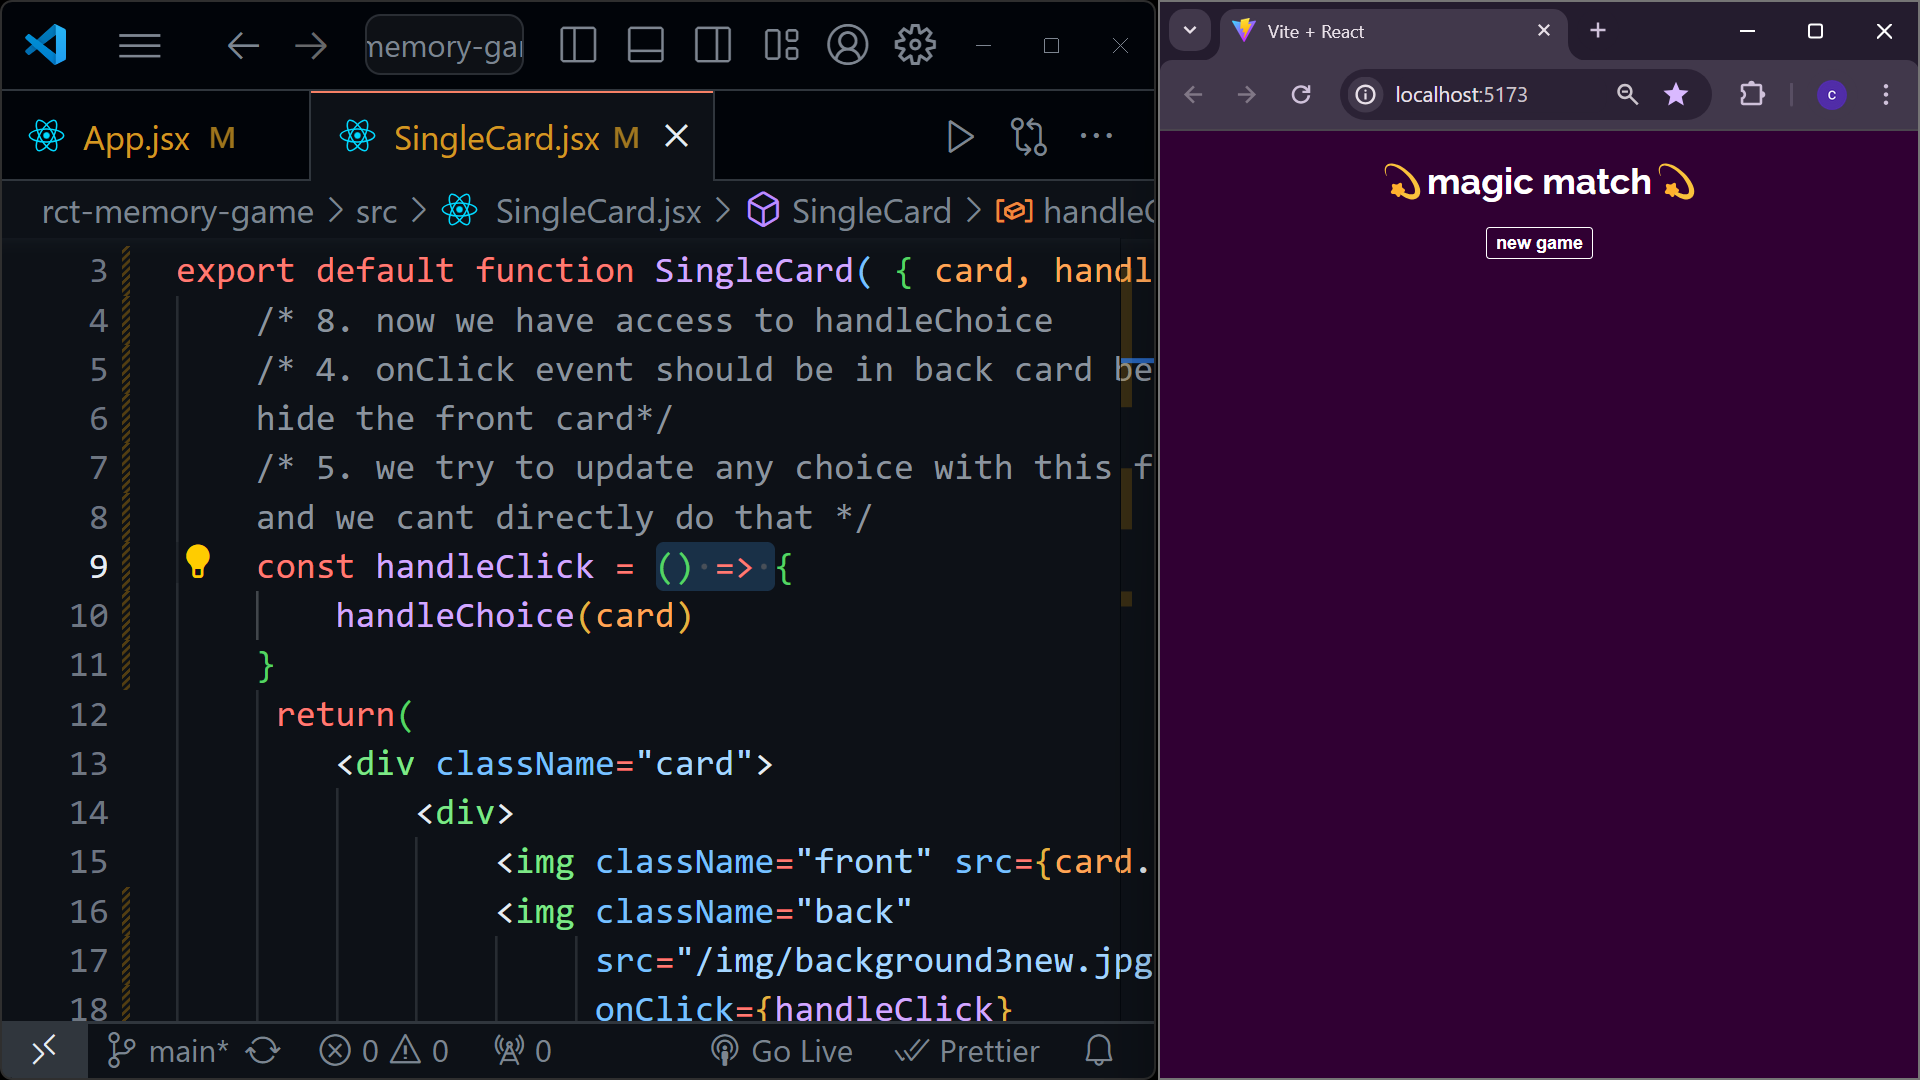 memory-gar
App.jsx M
SingleCard.jsx M
rct-memory-game > src > SingleCard.jsx > SingleCard > handleC
3 export default function SingleCard( { card, handl
4 /* 8. now we have access to handleChoice
5 /* 4. onClick event should be in back card be
6 hide the front card*/
7 /* 5. we try to update any choice with this f
8 and we cant directly do that */
9 const handleClick = () => {
10 handleChoice(card)
11 }
12 return(
13 <div className="card">
14 <div>
15 <img className="front" src={card.
16 <img className="back"
17 src="/img/background3new.jpg
18 onClick={handleClick}
main* 0 0 0 Go Live Prettier
Vite + React
localhost:5173
c
magic match
new game